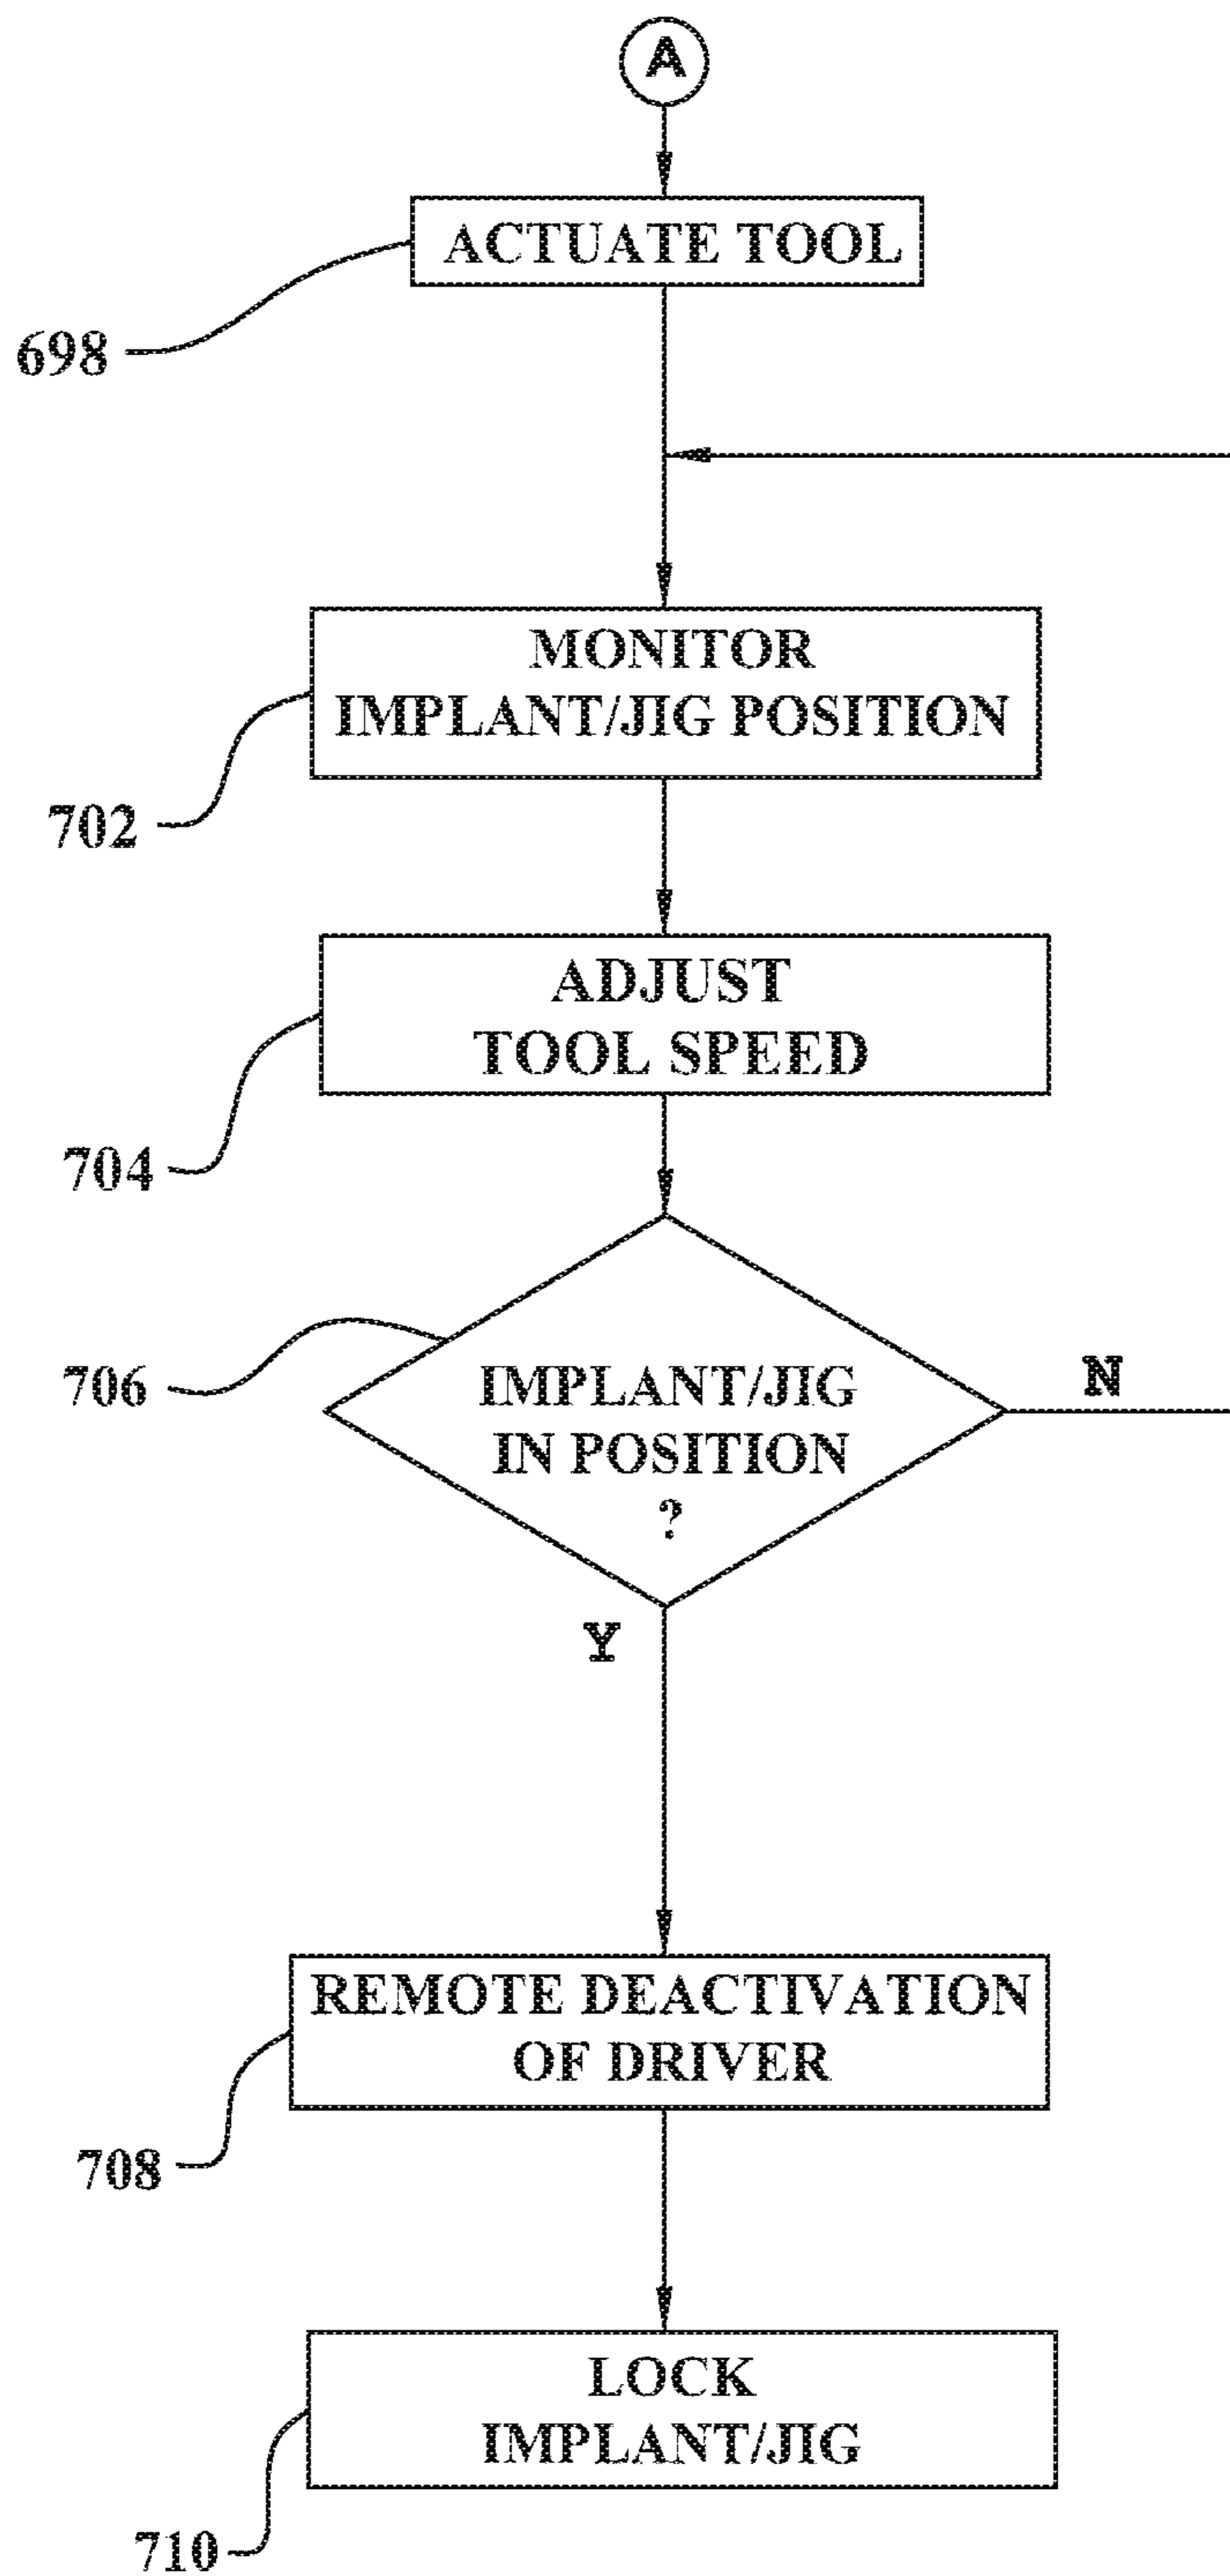 A
ACTUATE TOOL
698
MONITOR
IMPLANT/JIG POSITION
702
ADJUST
TOOL SPEED
704
706
IMPLANT/JIG
IN POSITION
?
N
Y
REMOTE DEACTIVATION
OF DRIVER
708
LOCK
IMPLANT/JIG
710